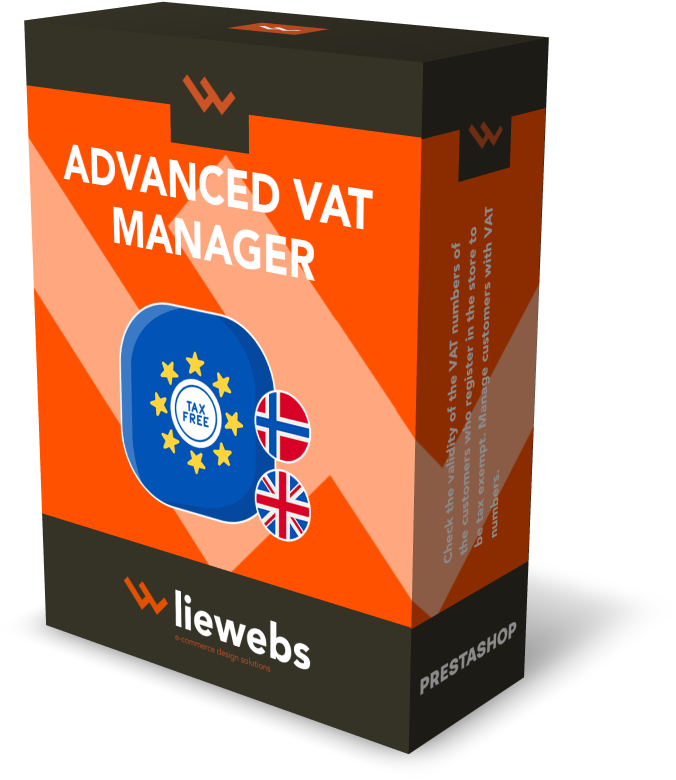 ADVANCED VAT
MANAGER
TAX
FREE
liewebs
e-commerce design solutions
Check the validity of the VAT numbers of
the customers who register in the store to
be tax exempt. Manage customers with VAT
numbers.
PRESTASHOP